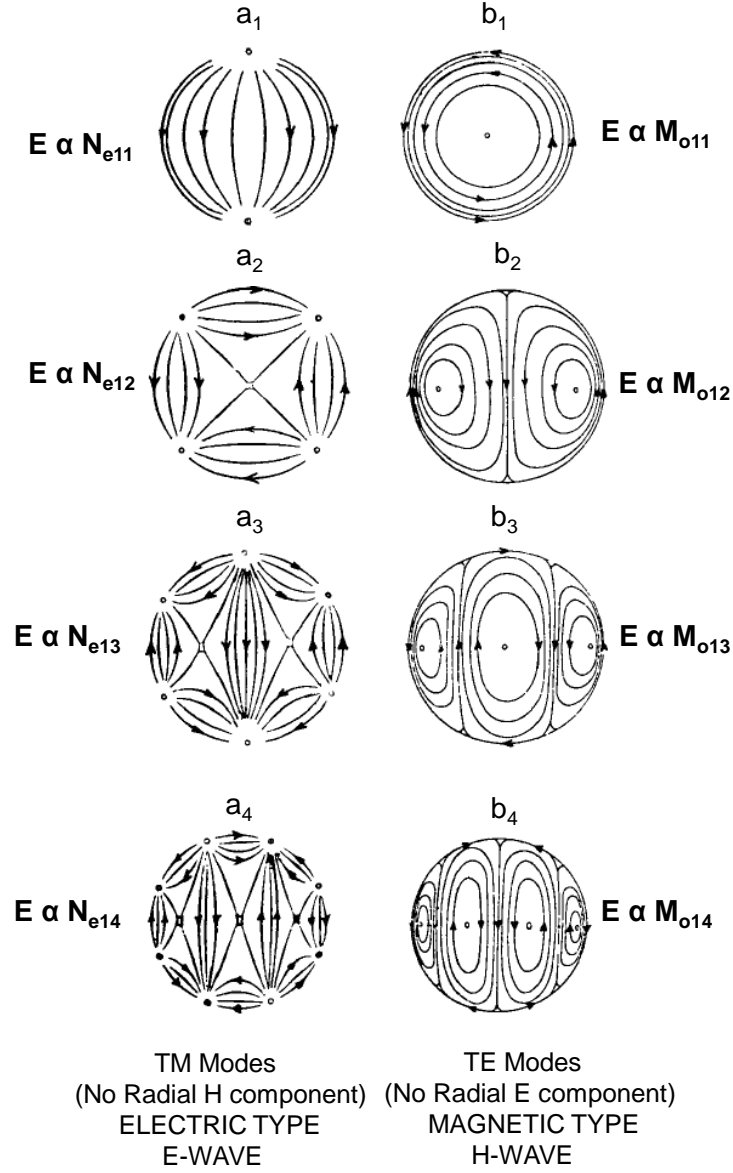 a₁ b₁
E α Nₑ₁₁ E α Mₒ₁₁
a₂ b₂
E α Nₑ₁₂ E α Mₒ₁₂
a₃ b₃
E α Nₑ₁₃ E α Mₒ₁₃
a₄ b₄
E α Nₑ₁₄ E α Mₒ₁₄
TM Modes
(No Radial H component)
ELECTRIC TYPE
E-WAVE
TE Modes
(No Radial E component)
MAGNETIC TYPE
H-WAVE